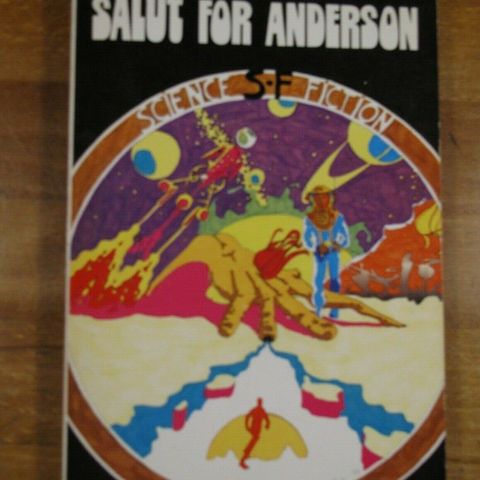 SALUT FOR ANDERSON
SCIENCE S·F FICTION